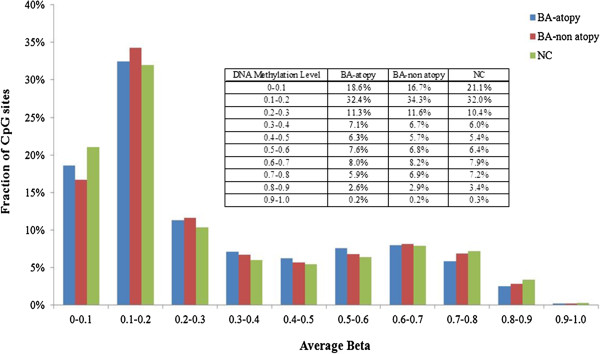 40%
35%
30%
25%
20%
15%
10%
5%
0%
Fraction of CpG sites
BA-atopy
BA-non atopy
NC
DNA Methylation Level BA-atopy BA-non atopy NC
0-0.1 18.6% 16.7% 21.1%
0.1-0.2 32.4% 34.3% 32.0%
0.2-0.3 11.3% 11.6% 10.4%
0.3-0.4 7.1% 6.7% 6.0%
0.4-0.5 6.3% 5.7% 5.4%
0.5-0.6 7.6% 6.8% 6.4%
0.6-0.7 8.0% 8.2% 7.9%
0.7-0.8 5.9% 6.9% 7.2%
0.8-0.9 2.6% 2.9% 3.4%
0.9-1.0 0.2% 0.2% 0.3%
0-0.1 0.1-0.2 0.2-0.3 0.3-0.4 0.4-0.5 0.5-0.6 0.6-0.7 0.7-0.8 0.8-0.9 0.9-1.0
Average Beta